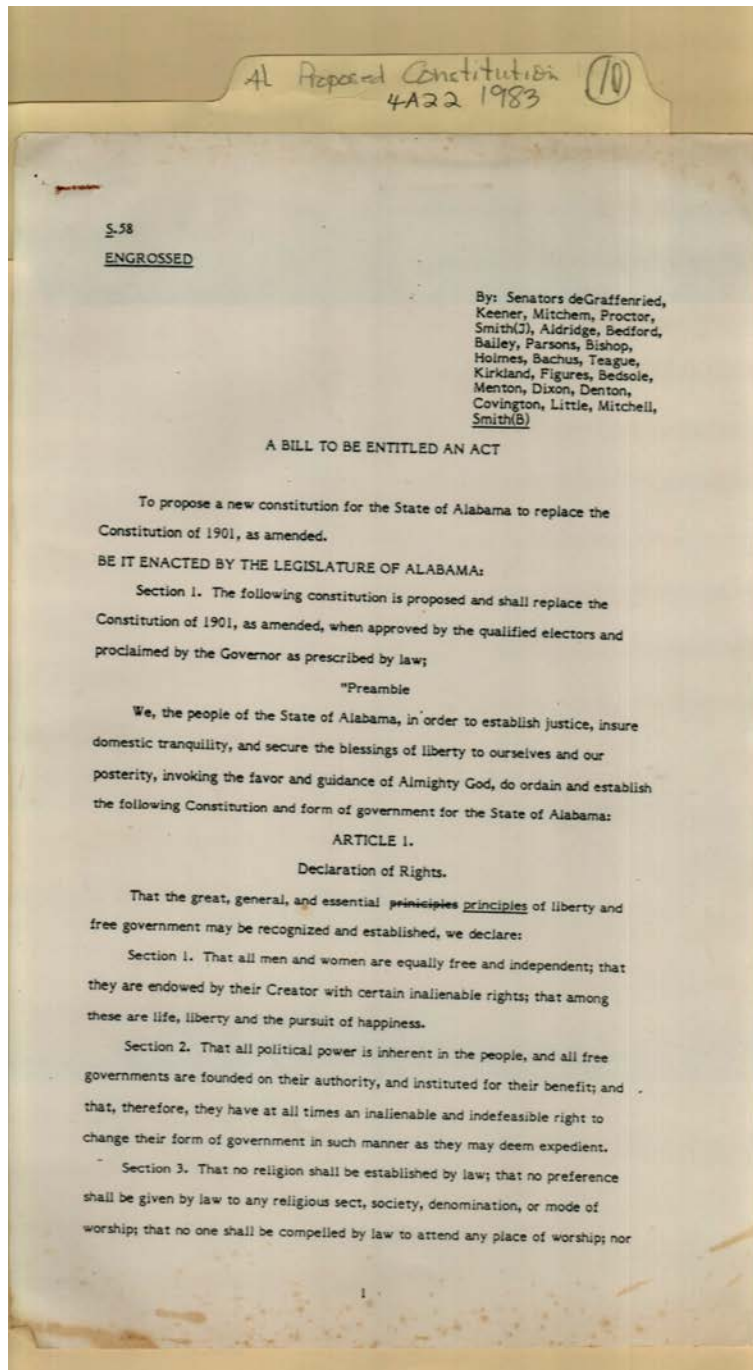 AL Proposed Constitution (10)
4A22 1983
S.58
ENGROSSED
By: Senators deGraffenried,
Keener, Mitchem, Proctor,
Smith(J), Aldridge, Bedford,
Bailey, Parsons, Bishop,
Holmes, Bachus, Teague,
Kirkland, Figures, Bedsole,
Menton, Dixon, Denton,
Covington, Little, Mitchell,
Smith(B)
A BILL TO BE ENTITLED AN ACT
To propose a new constitution for the State of Alabama to replace the
Constitution of 1901, as amended.
BE IT ENACTED BY THE LEGISLATURE OF ALABAMA:
Section 1. The following constitution is proposed and shall replace the
Constitution of 1901, as amended, when approved by the qualified electors and
proclaimed by the Governor as prescribed by law;
"Preamble
We, the people of the State of Alabama, in order to establish justice, insure
domestic tranquility, and secure the blessings of liberty to ourselves and our
posterity, invoking the favor and guidance of Almighty God, do ordain and establish
the following Constitution and form of government for the State of Alabama:
ARTICLE 1.
Declaration of Rights.
That the great, general, and essential priniciples principles of liberty and
free government may be recognized and established, we declare:
Section 1. That all men and women are equally free and independent; that
they are endowed by their Creator with certain inalienable rights; that among
these are life, liberty and the pursuit of happiness.
Section 2. That all political power is inherent in the people, and all free
governments are founded on their authority, and instituted for their benefit; and
that, therefore, they have at all times an inalienable and indefeasible right to
change their form of government in such manner as they may deem expedient.
Section 3. That no religion shall be established by law; that no preference
shall be given by law to any religious sect, society, denomination, or mode of
worship; that no one shall be compelled by law to attend any place of worship; nor
1